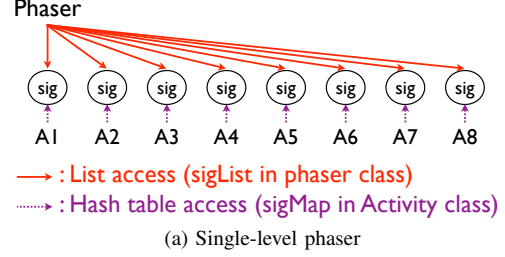 Phaser
sig sig sig sig sig sig sig sig
A1 A2 A3 A4 A5 A6 A7 A8
: List access (sigList in phaser class)
: Hash table access (sigMap in Activity class)
(a) Single-level phaser